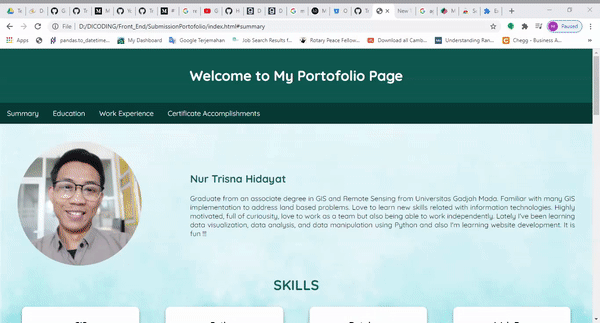 File | D:/DICODING/Front_End/SubmissionPortofolio/index.html#summary
Paused
Apps
pandas.to_datetime...
My Dashboard
Google Terjemahan
Job Search Results f...
Rotary Peace Fellow...
Download all Camb...
Understanding Ran...
Chegg - Business A...
Welcome to My Portofolio Page
Summary
Education
Work Experience
Certificate Accomplishments
Nur Trisna Hidayat
Graduate from an associate degree in GIS and Remote Sensing from Universitas Gadjah Mada. Familiar with many GIS
implementation to address land based problems. Love to learn new skills related with information technologies. Highly
motivated, full of curiousity, love to work as a team but also being able to work independently. Lately I've been learning
data visualization, data analysis, and data manipulation using Python and also I'm learning website development. It is
fun !!!
SKILLS